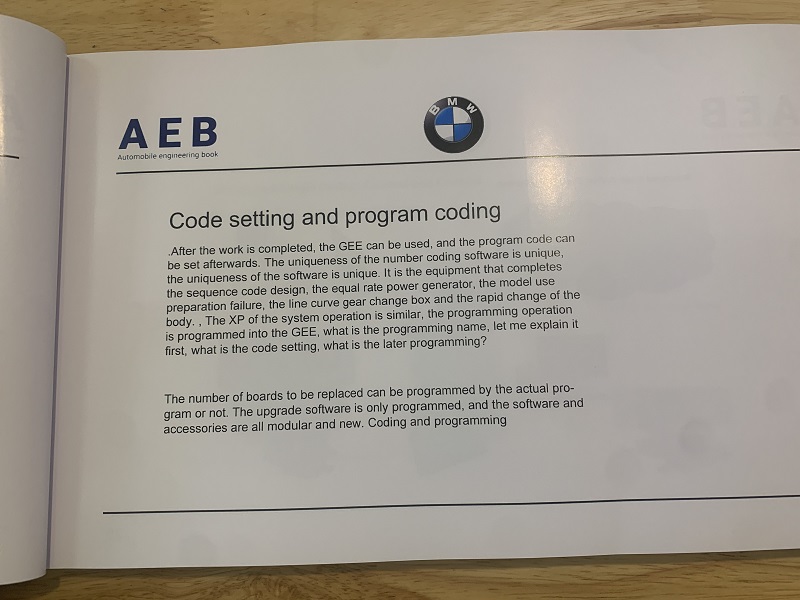 AEB
Automobile engineering book
BMW
Code setting and program coding
.After the work is completed, the GEE can be used, and the program code can
be set afterwards. The uniqueness of the number coding software is unique,
the uniqueness of the software is unique. It is the equipment that completes
the sequence code design, the equal rate power generator, the model use
preparation failure, the line curve gear change box and the rapid change of the
body. , The XP of the system operation is similar, the programming operation
is programmed into the GEE, what is the programming name, let me explain it
first, what is the code setting, what is the later programming?
The number of boards to be replaced can be programmed by the actual pro-
gram or not. The upgrade software is only programmed, and the software and
accessories are all modular and new. Coding and programming